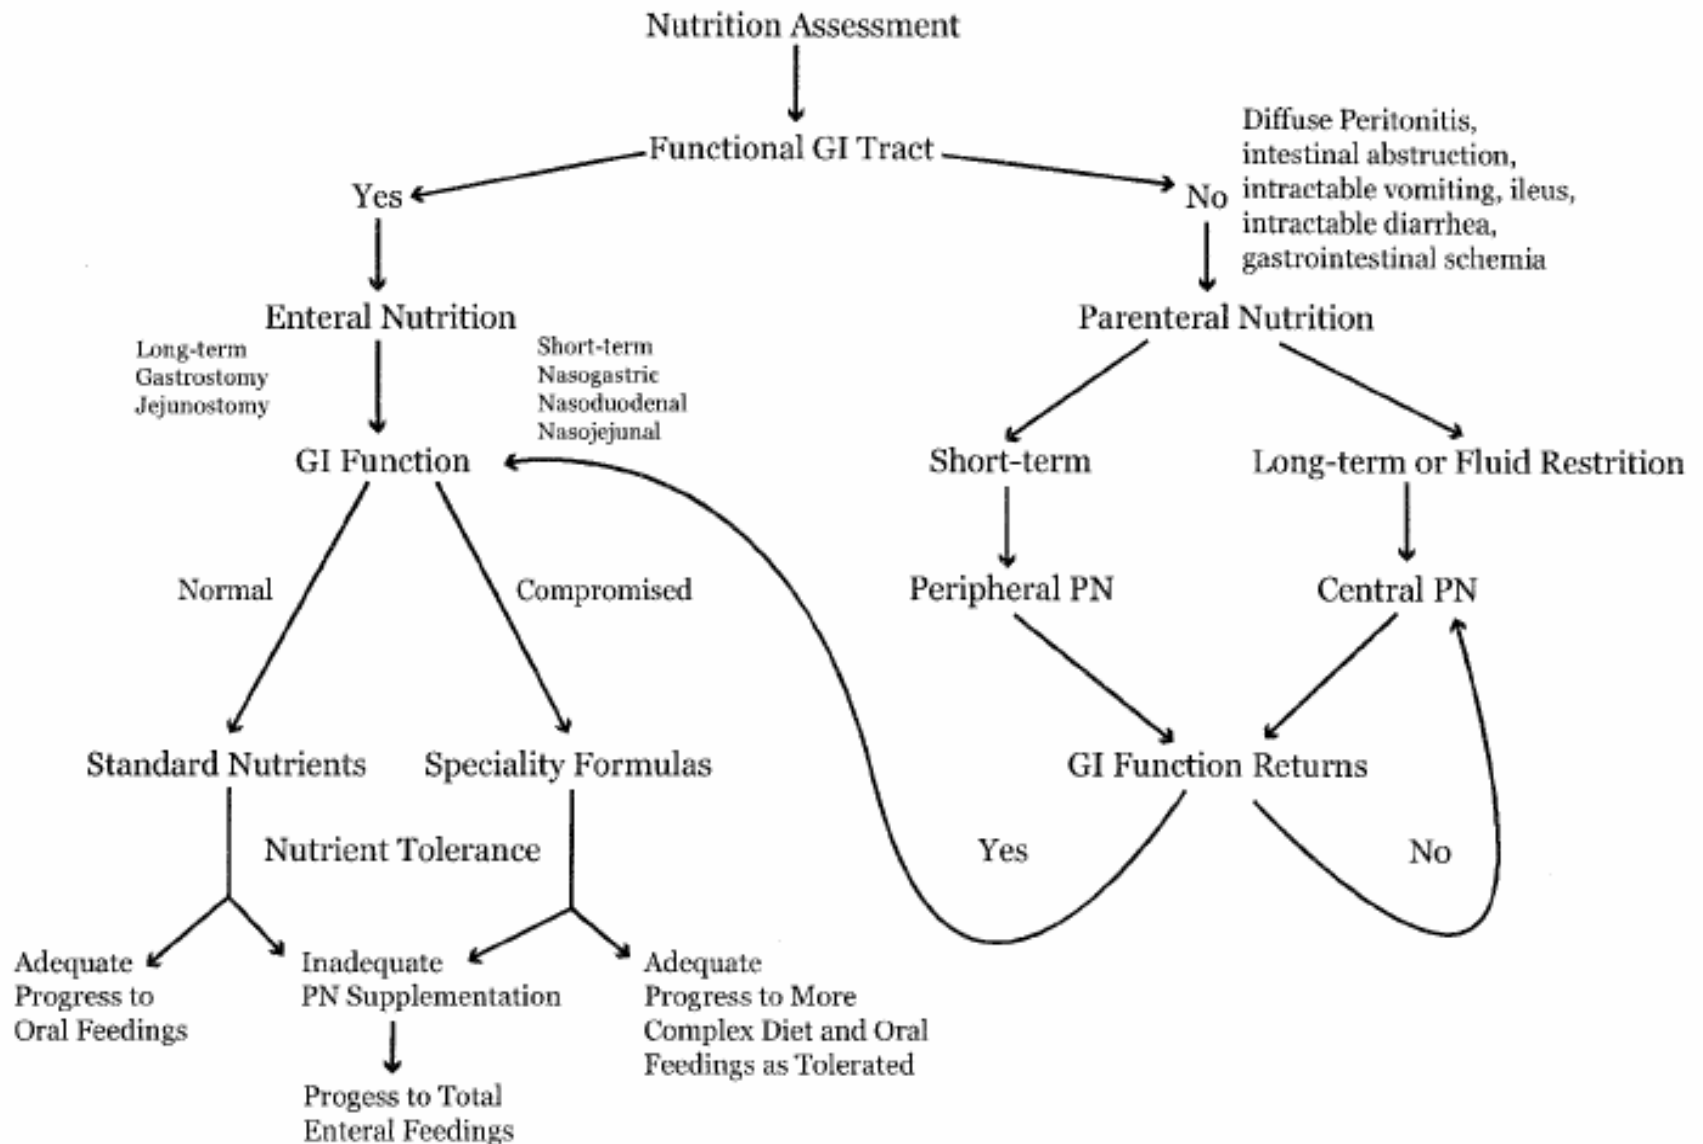 Nutrition Assessment
Functional GI Tract
Yes
No
Diffuse Peritonitis,
intestinal abstruction,
intractable vomiting, ileus,
intractable diarrhea,
gastrointestinal schemia
Enteral Nutrition
Long-term
Gastrostomy
Jejunostomy
Short-term
Nasogastric
Nasoduodenal
Nasojejunal
Parenteral Nutrition
GI Function
Short-term
Long-term or Fluid Restrition
Normal
Compromised
Peripheral PN
Central PN
Standard Nutrients
Speciality Formulas
GI Function Returns
Nutrient Tolerance
Yes
No
Adequate
Progress to
Oral Feedings
Inadequate
PN Supplementation
Adequate
Progress to More
Complex Diet and Oral
Feedings as Tolerated
Progess to Total
Enteral Feedings